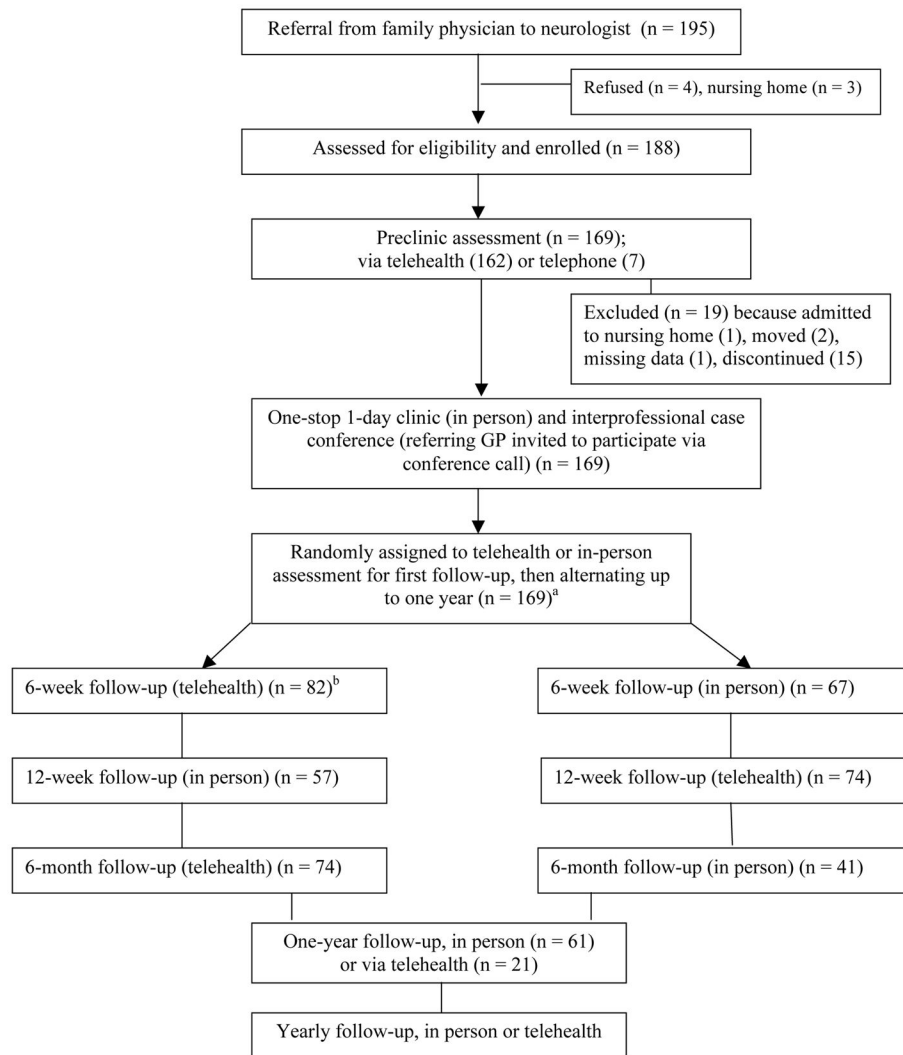 Referral from family physician to neurologist  (n = 195)
Refused (n = 4), nursing home (n = 3)
Assessed for eligibility and enrolled (n = 188)
Preclinic assessment (n = 169);
via telehealth (162) or telephone (7)
Excluded (n = 19) because admitted
to nursing home (1), moved (2),
missing data (1), discontinued (15)
One-stop 1-day clinic (in person) and interprofessional case
conference (referring GP invited to participate via
conference call) (n = 169)
Randomly assigned to telehealth or in-person
assessment for first follow-up, then alternating up
to one year (n = 169)ᵃ
6-week follow-up (telehealth) (n = 82)ᵇ
6-week follow-up (in person) (n = 67)
12-week follow-up (in person) (n = 57)
12-week follow-up (telehealth) (n = 74)
6-month follow-up (telehealth) (n = 74)
6-month follow-up (in person) (n = 41)
One-year follow-up, in person (n = 61)
or via telehealth (n = 21)
Yearly follow-up, in person or telehealth